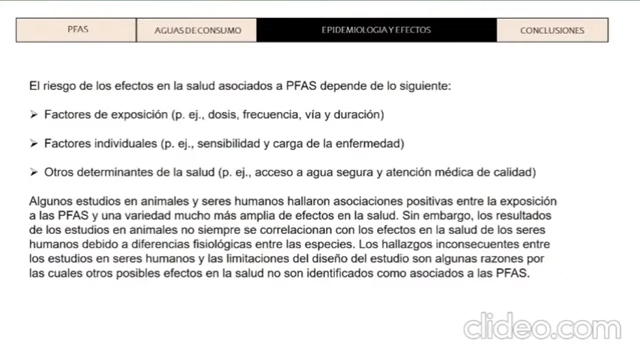 PFAS
AGUAS DE CONSUMO
EPIDEMIOLOGIA Y EFECTOS
CONCLUSIONES
El riesgo de los efectos en la salud asociados a PFAS depende de lo siguiente:
➢ Factores de exposición (p. ej., dosis, frecuencia, vía y duración)
➢ Factores individuales (p. ej., sensibilidad y carga de la enfermedad)
➢ Otros determinantes de la salud (p. ej., acceso a agua segura y atención médica de calidad)
Algunos estudios en animales y seres humanos hallaron asociaciones positivas entre la exposición
a las PFAS y una variedad mucho más amplia de efectos en la salud. Sin embargo, los resultados
de los estudios en animales no siempre se correlacionan con los efectos en la salud de los seres
humanos debido a diferencias fisiológicas entre las especies. Los hallazgos inconsecuentes entre
los estudios en seres humanos y las limitaciones del diseño del estudio son algunas razones por
las cuales otros posibles efectos en la salud no son identificados como asociados a las PFAS.
clideo.com